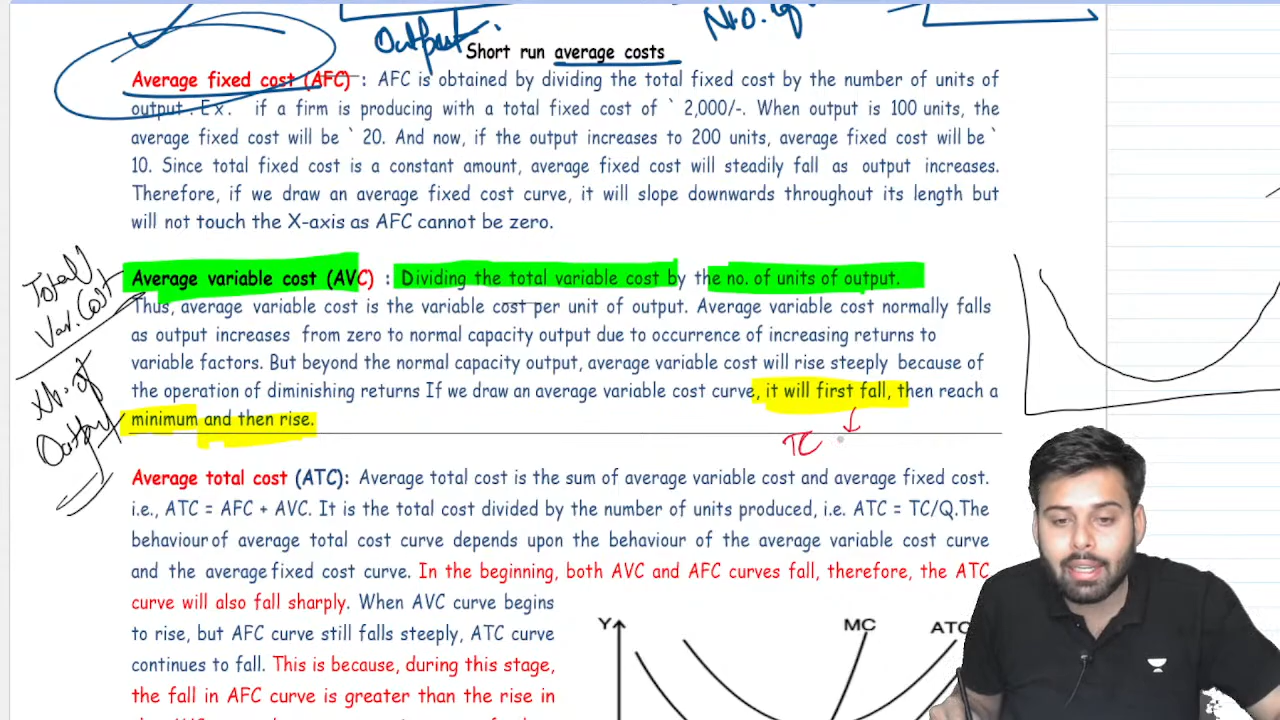 Output
No. of
Short run average costs
Average fixed cost (AFC) : AFC is obtained by dividing the total fixed cost by the number of units of
output . Ex. if a firm is producing with a total fixed cost of ` 2,000/-. When output is 100 units, the
average fixed cost will be ` 20. And now, if the output increases to 200 units, average fixed cost will be `
10. Since total fixed cost is a constant amount, average fixed cost will steadily fall as output increases.
Therefore, if we draw an average fixed cost curve, it will slope downwards throughout its length but
will not touch the X-axis as AFC cannot be zero.
Total
Var. Cost
No. of
Output
Average variable cost (AVC) : Dividing the total variable cost by the no. of units of output.
Thus, average variable cost is the variable cost per unit of output. Average variable cost normally falls
as output increases from zero to normal capacity output due to occurrence of increasing returns to
variable factors. But beyond the normal capacity output, average variable cost will rise steeply because of
the operation of diminishing returns If we draw an average variable cost curve, it will first fall, then reach a
minimum and then rise.
TC
Average total cost (ATC): Average total cost is the sum of average variable cost and average fixed cost.
i.e., ATC = AFC + AVC. It is the total cost divided by the number of units produced, i.e. ATC = TC/Q.The
behaviour of average total cost curve depends upon the behaviour of the average variable cost curve
and the average fixed cost curve. In the beginning, both AVC and AFC curves fall, therefore, the ATC
curve will also fall sharply. When AVC curve begins
to rise, but AFC curve still falls steeply, ATC curve
continues to fall. This is because, during this stage,
the fall in AFC curve is greater than the rise in
Y
MC
ATC